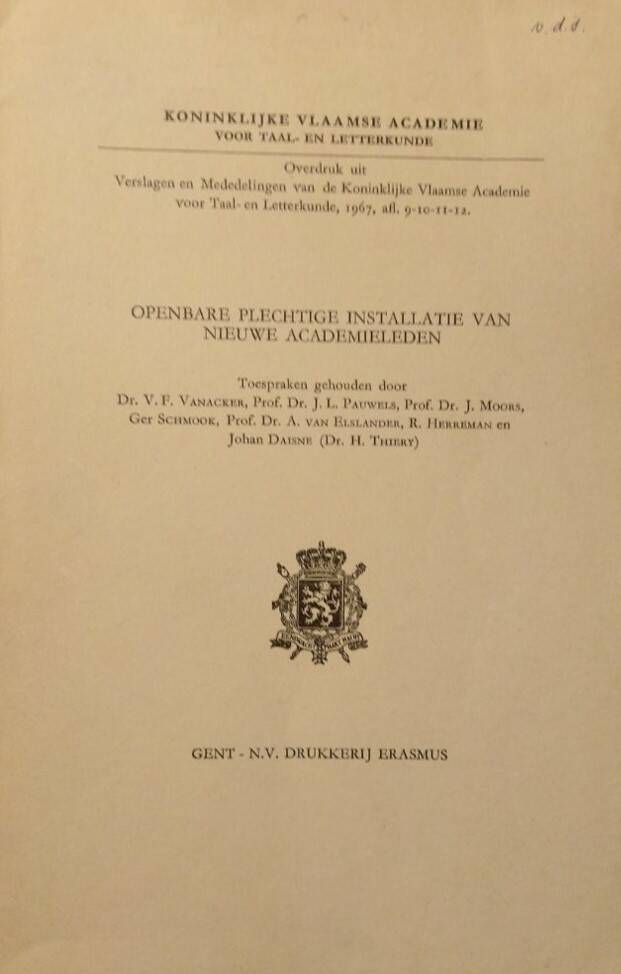 v.d.s.
KONINKLIJKE VLAAMSE ACADEMIE
VOOR TAAL- EN LETTERKUNDE
Overdruk uit
Verslagen en Mededelingen van de Koninklijke Vlaamse Academie
voor Taal- en Letterkunde, 1967, afl. 9-10-11-12.
OPENBARE PLECHTIGE INSTALLATIE VAN
NIEUWE ACADEMIELEDEN
Toespraken gehouden door
Dr. V. F. VANACKER, Prof. Dr. J. L. PAUWELS, Prof. Dr. J. MOORS,
Ger SCHMOOK, Prof. Dr. A. VAN ELSLANDER, R. HERREMAN en
Johan DAISNE (Dr. H. THIERY)
EENDRACHT MAAKT MACHT
GENT - N.V. DRUKKERIJ ERASMUS